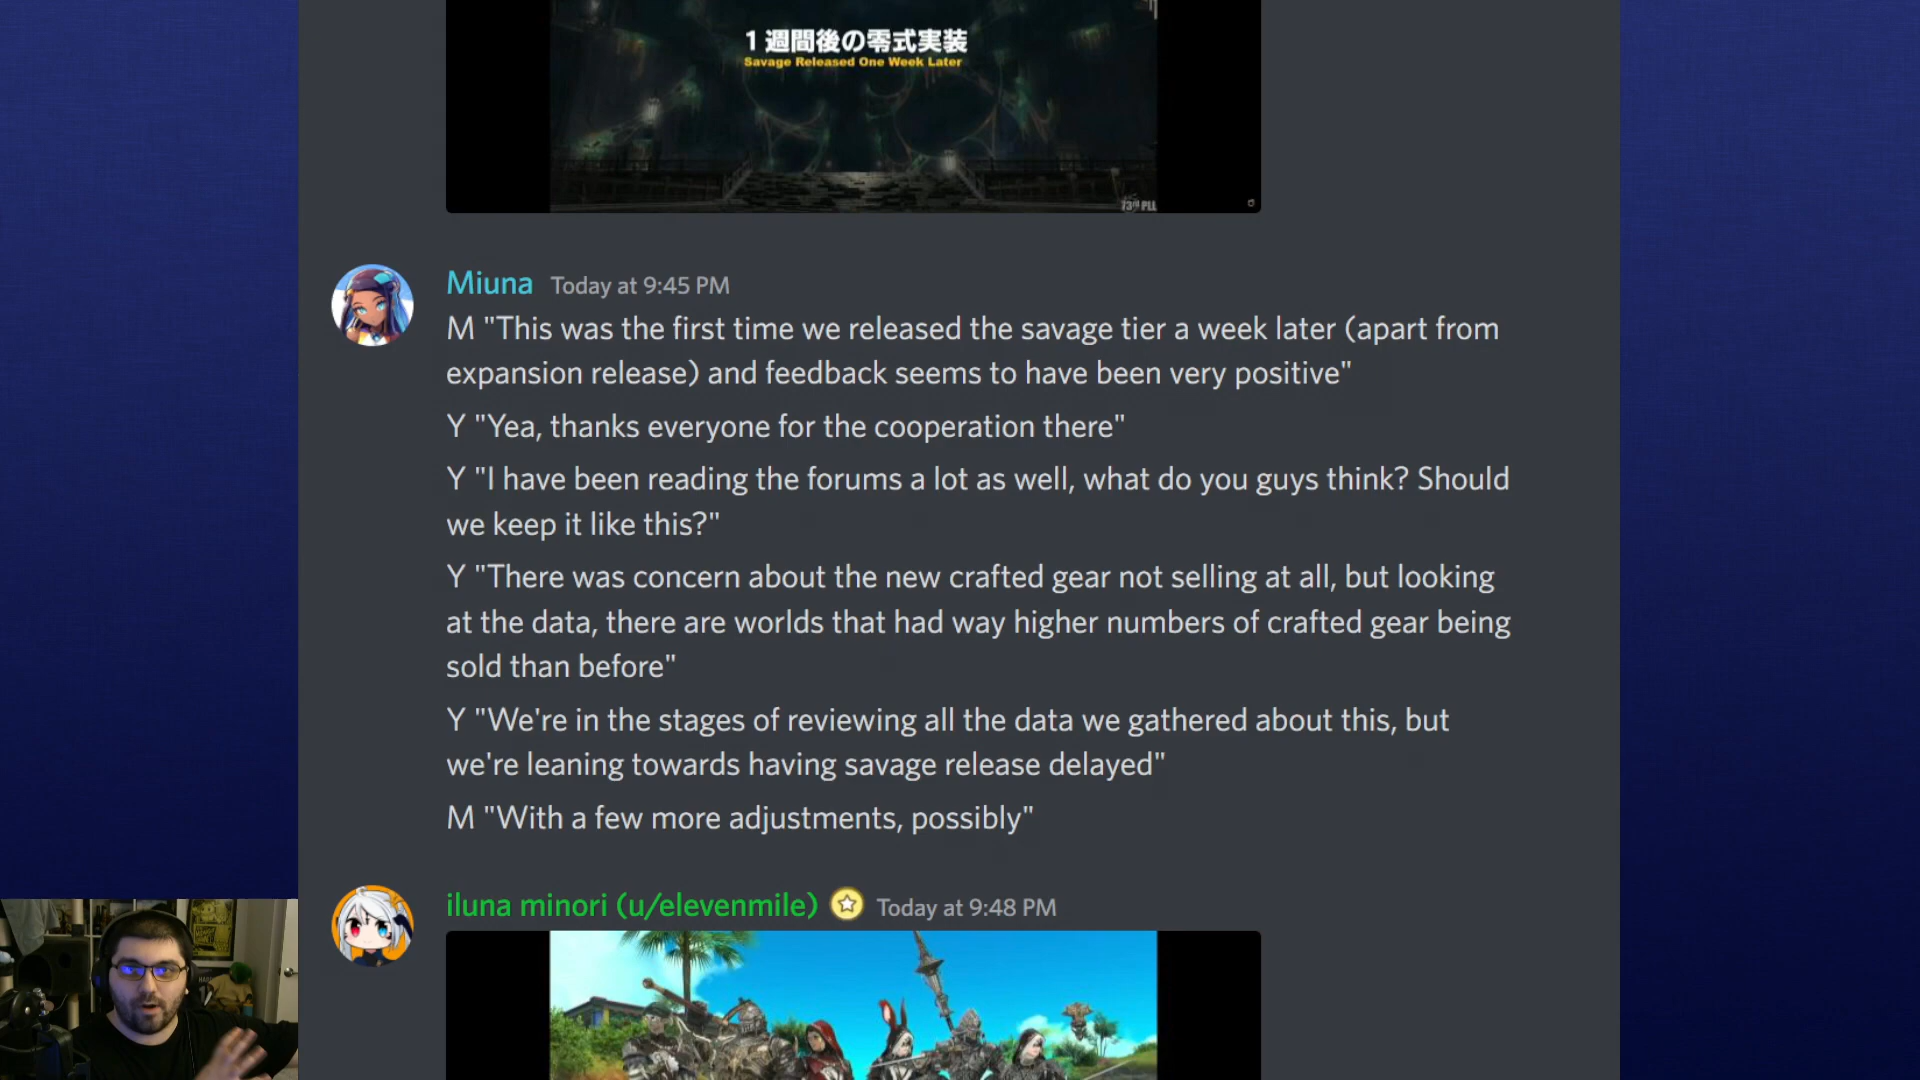 1週間後の零式実装
Savage Released One Week Later
73rd PLL
Miuna Today at 9:45 PM
M "This was the first time we released the savage tier a week later (apart from
expansion release) and feedback seems to have been very positive"
Y "Yea, thanks everyone for the cooperation there"
Y "I have been reading the forums a lot as well, what do you guys think? Should
we keep it like this?"
Y "There was concern about the new crafted gear not selling at all, but looking
at the data, there are worlds that had way higher numbers of crafted gear being
sold than before"
Y "We're in the stages of reviewing all the data we gathered about this, but
we're leaning towards having savage release delayed"
M "With a few more adjustments, possibly"
iluna minori (u/elevenmile) Today at 9:48 PM